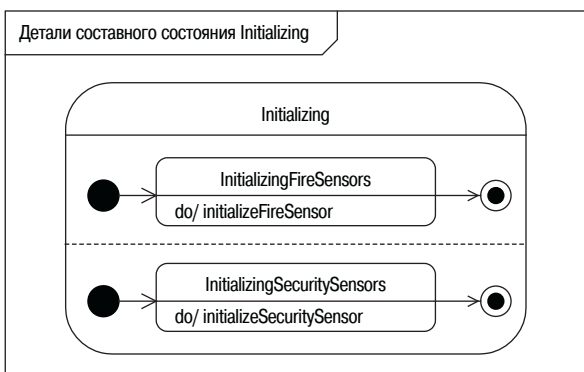 Детали составного состояния Initializing
Initializing
InitializingFireSensors
do/ initializeFireSensor
InitializingSecuritySensors
do/ initializeSecuritySensor